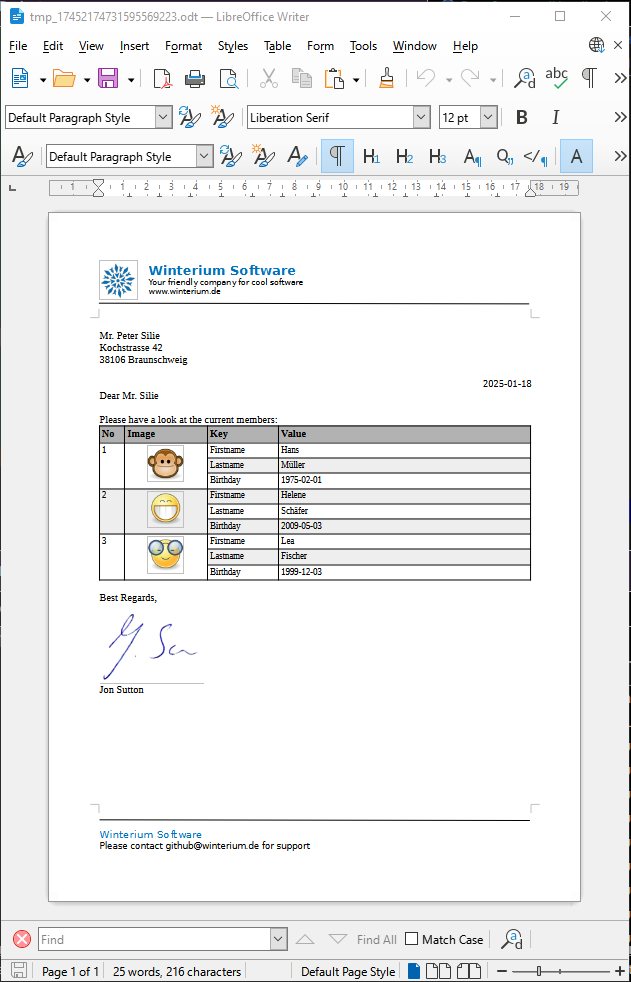 tmp_17452174731595569223.odt — LibreOffice Writer
File Edit View Insert Format Styles Table Form Tools Window Help
Default Paragraph Style Liberation Serif 12 pt B I
Default Paragraph Style H1 H2 H3 A
1 1 2 3 4 5 6 7 8 9 10 11 12 13 14 15 16 17 18 19
Winterium Software
Your friendly company for cool software
www.winterium.de
Mr. Peter Silie
Kochstrasse 42
38106 Braunschweig
2025-01-18
Dear Mr. Silie
Please have a look at the current members:
No Image Key Value
1 Firstname Hans
Lastname Müller
Birthday 1975-02-01
2 Firstname Helene
Lastname Schäfer
Birthday 2009-05-03
3 Firstname Lea
Lastname Fischer
Birthday 1999-12-03
Best Regards,
Jon Sutton
Winterium Software
Please contact github@winterium.de for support
Find Find All Match Case
Page 1 of 1 25 words, 216 characters Default Page Style